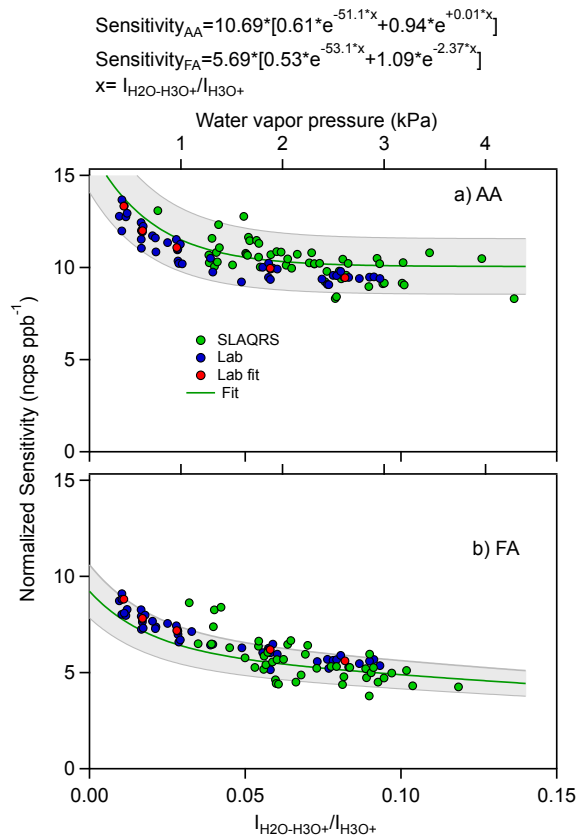 Sensitivity_AA=10.69*[0.61*e^-51.1*x+0.94*e^+0.01*x]
Sensitivity_FA=5.69*[0.53*e^-53.1*x+1.09*e^-2.37*x]
x= I_H2O-H3O+/I_H3O+
Water vapor pressure (kPa)
1 2 3 4
15
a) AA
10
SLAQRS
Lab
Lab fit
Fit
5
0
Normalized Sensitivity (ncps ppb^-1)
15
b) FA
10
5
0
0.00 0.05 0.10 0.15
I_H2O-H3O+/I_H3O+